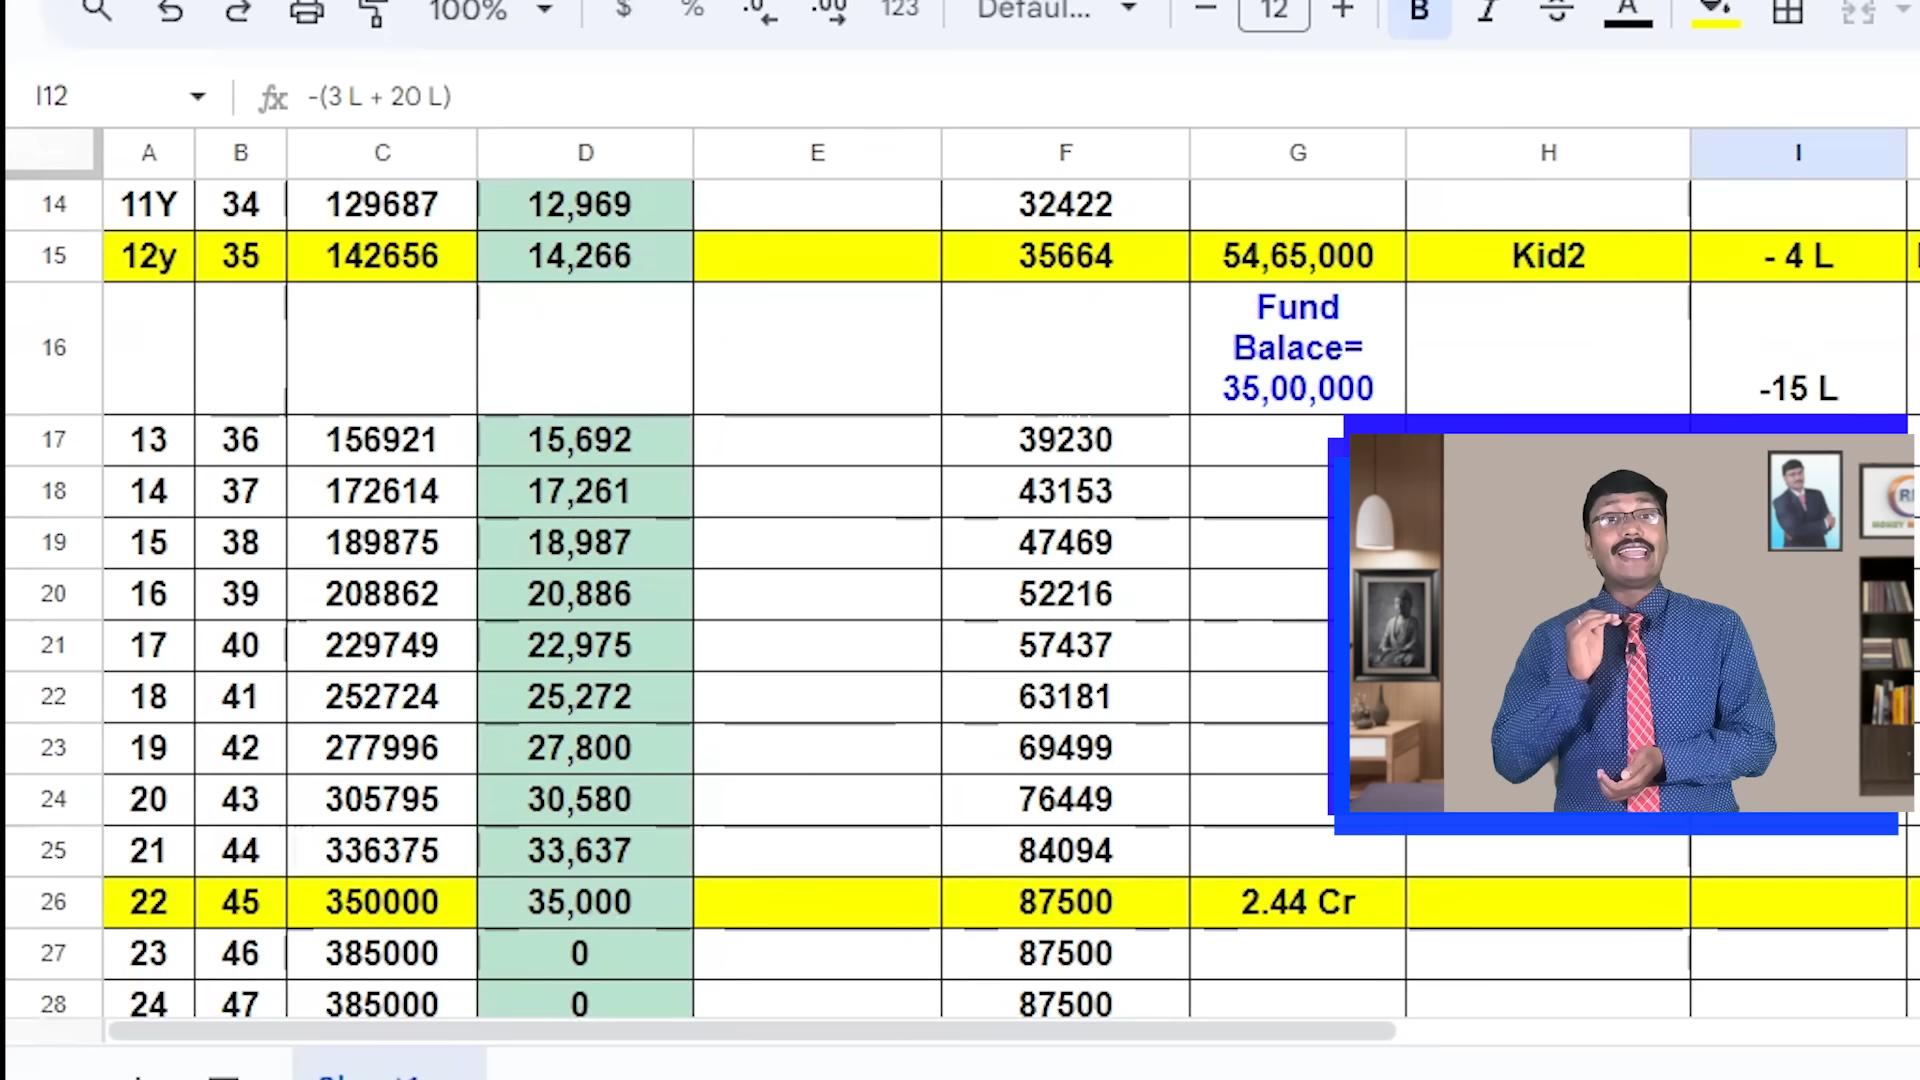 100% $ % .0 .00 123 Defaul... 12 B I A
I12 fx -(3 L + 20 L)
A B C D E F G H I
14 11Y 34 129687 12,969 32422
15 12y 35 142656 14,266 35664 54,65,000 Kid2 - 4 L
Fund
16 Balace=
35,00,000 -15 L
17 13 36 156921 15,692 39230
18 14 37 172614 17,261 43153
19 15 38 189875 18,987 47469
20 16 39 208862 20,886 52216
21 17 40 229749 22,975 57437
22 18 41 252724 25,272 63181
23 19 42 277996 27,800 69499
24 20 43 305795 30,580 76449
25 21 44 336375 33,637 84094
26 22 45 350000 35,000 87500 2.44 Cr
27 23 46 385000 0 87500
28 24 47 385000 0 87500